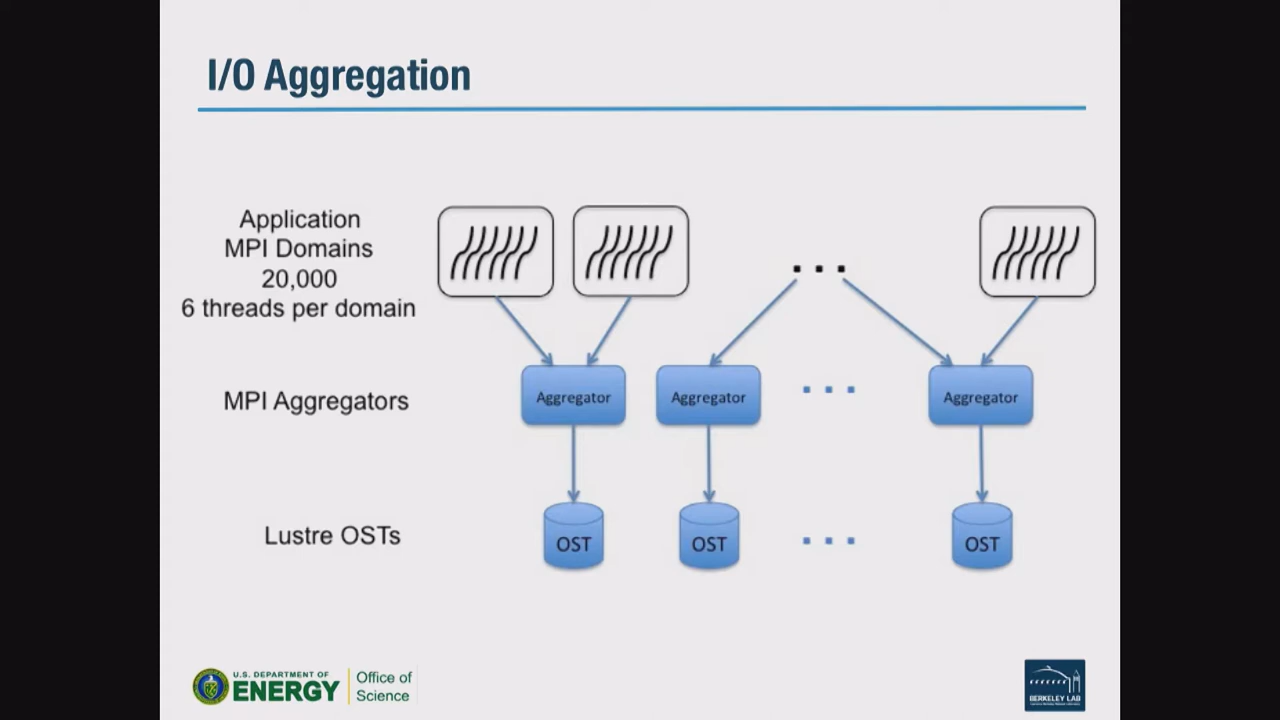 I/O Aggregation
Application
MPI Domains
20,000
6 threads per domain
MPI Aggregators
Aggregator
Aggregator
Aggregator
Lustre OSTs
OST
OST
OST
U.S. DEPARTMENT OF
ENERGY
Office of
Science
BERKELEY LAB